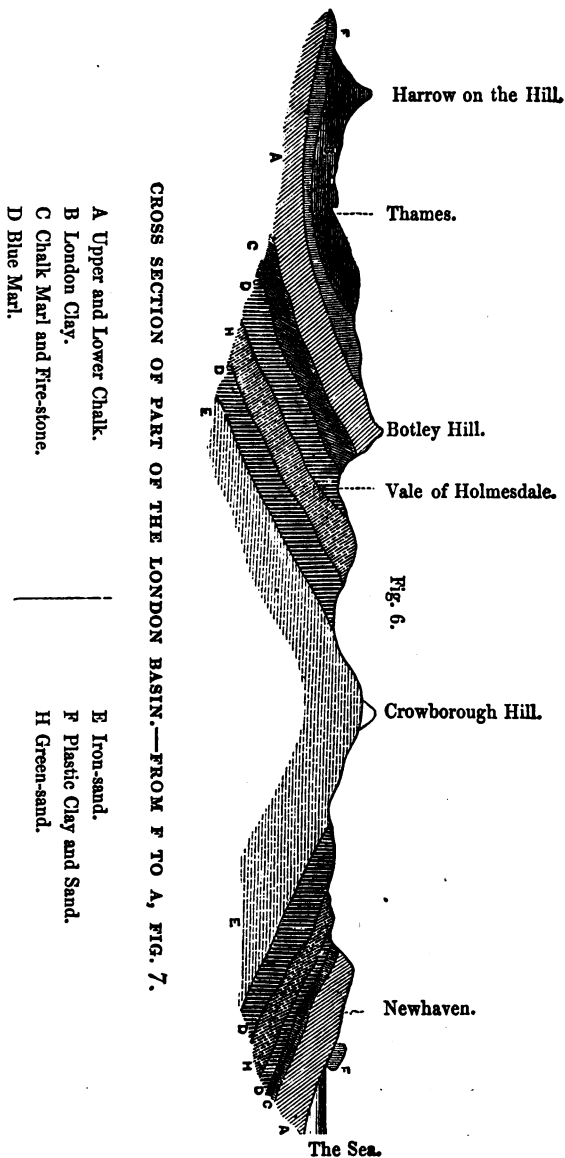 Harrow on the Hill.
Thames.
Botley Hill.
Vale of Holmesdale.
Fig. 6.
Crowborough Hill.
Newhaven.
The Sea.
F
A
C
D
H
D
E
E
D
H
D
C
A
F
CROSS SECTION OF PART OF THE LONDON BASIN.—FROM F TO A, FIG. 7.
A Upper and Lower Chalk.
B London Clay.
C Chalk Marl and Fire-stone.
D Blue Marl.
E Iron-sand.
F Plastic Clay and Sand.
H Green-sand.